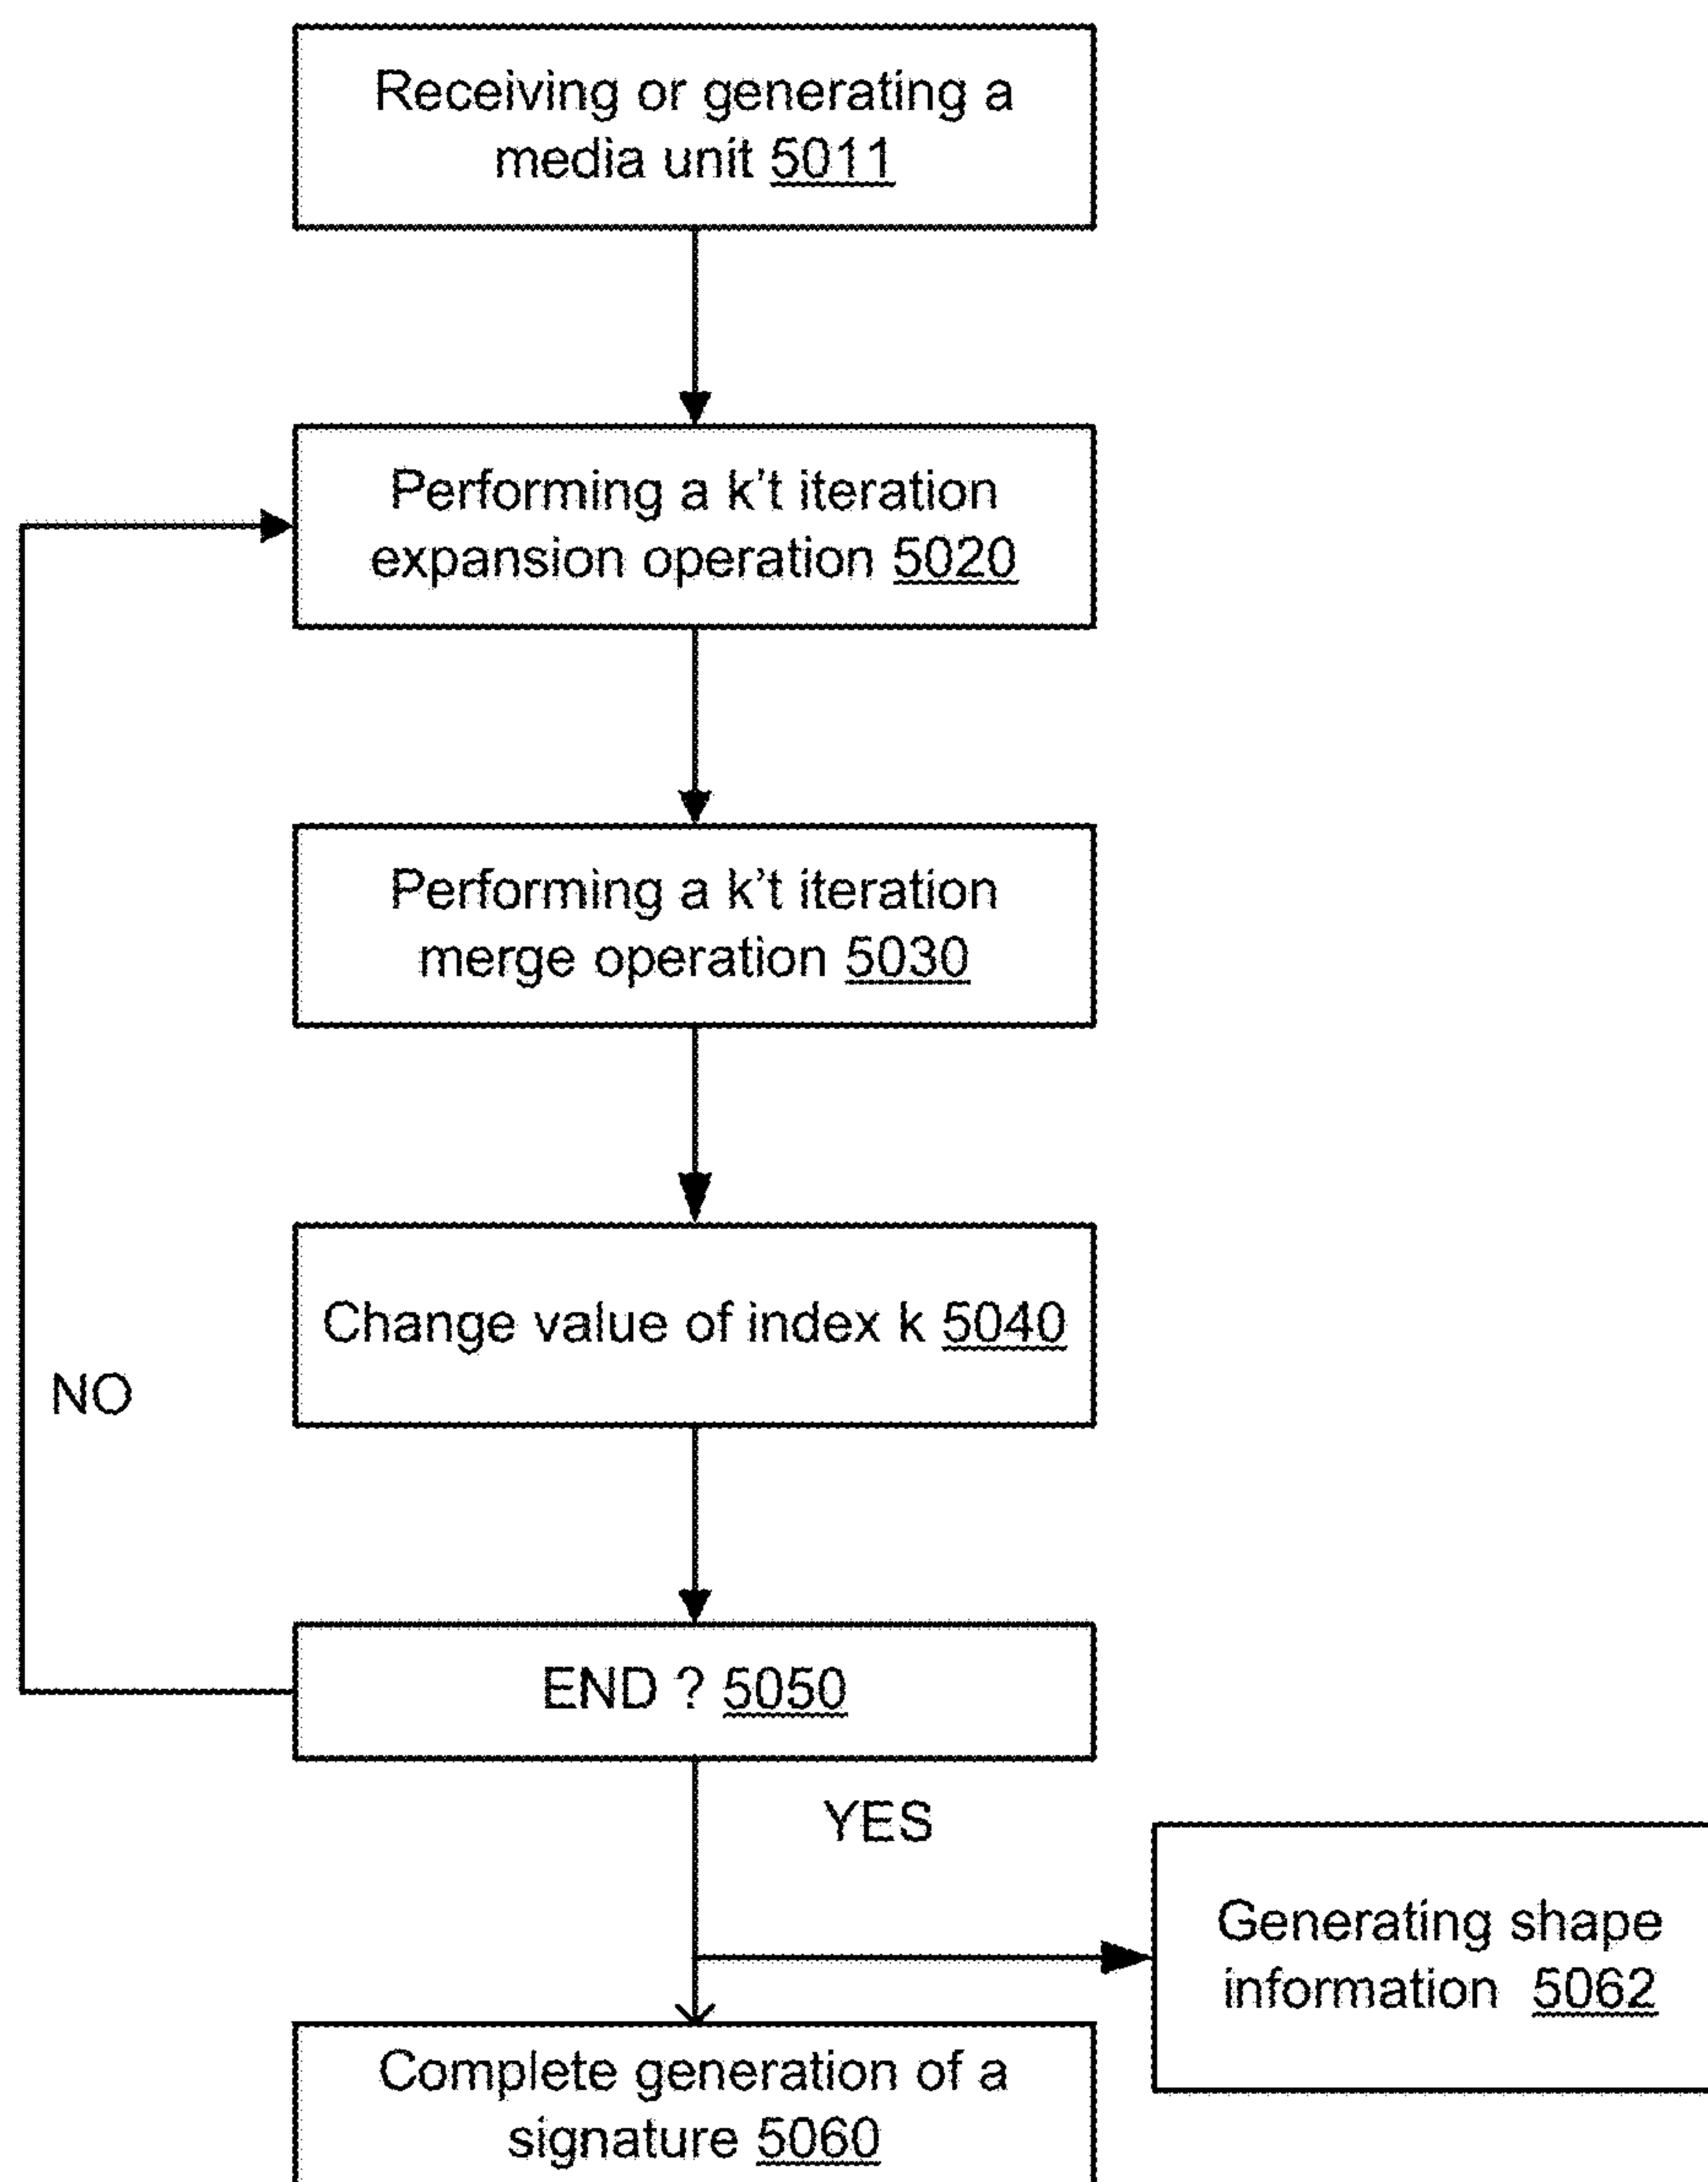 Receiving or generating a
media unit 5011
Performing a k't iteration
expansion operation 5020
Performing a k't iteration
merge operation 5030
Change value of index k 5040
NO
END ? 5050
YES
Generating shape
information 5062
Complete generation of a
signature 5060